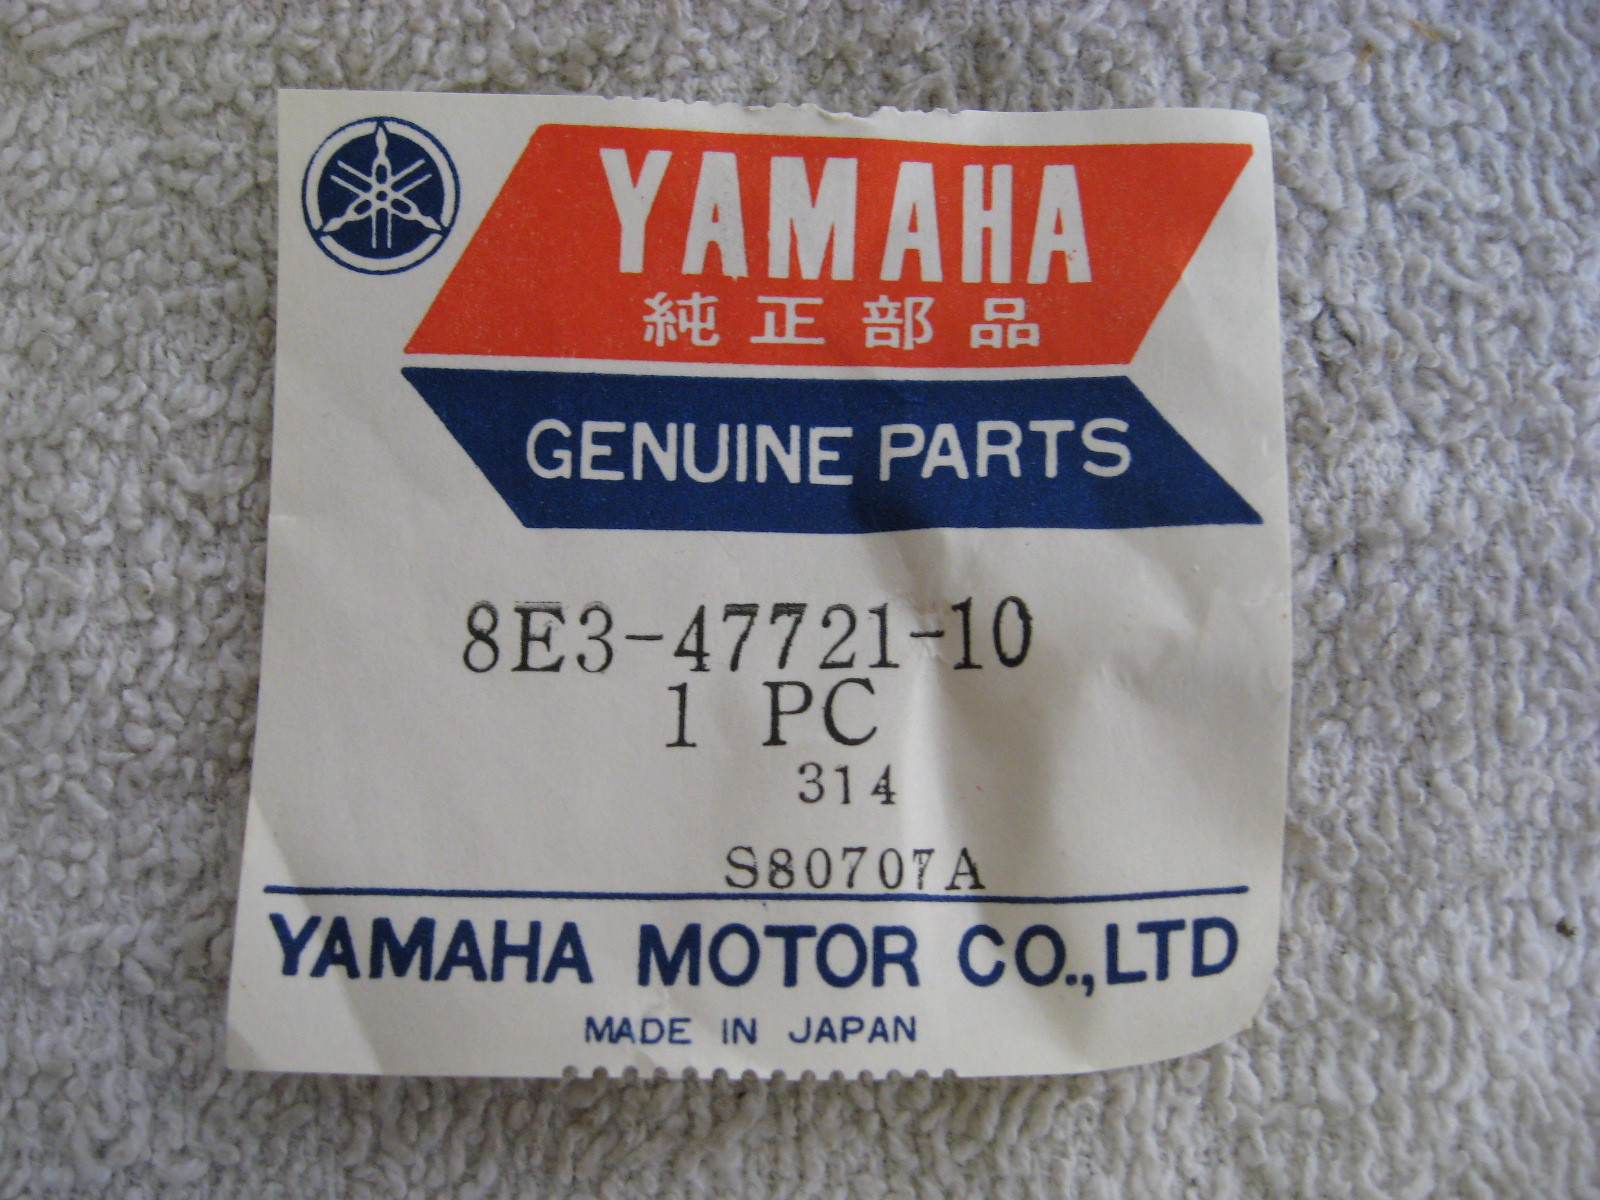 YAMAHA
純正部品
GENUINE PARTS
8E3-47721-10
1 PC
314
S80707A
YAMAHA MOTOR CO.,LTD
MADE IN JAPAN